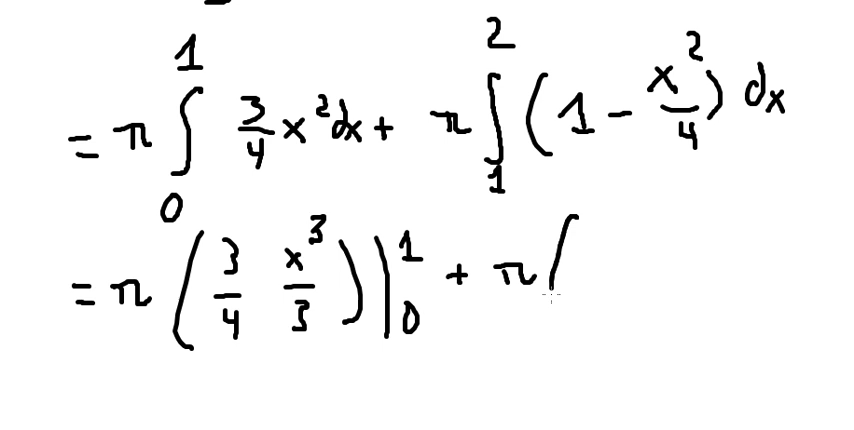 = π ∫₀¹ 3/4 x² dx + π ∫₁² (1 - x²/4) dx
= π (3/4 x³/3) |₀¹ + π (